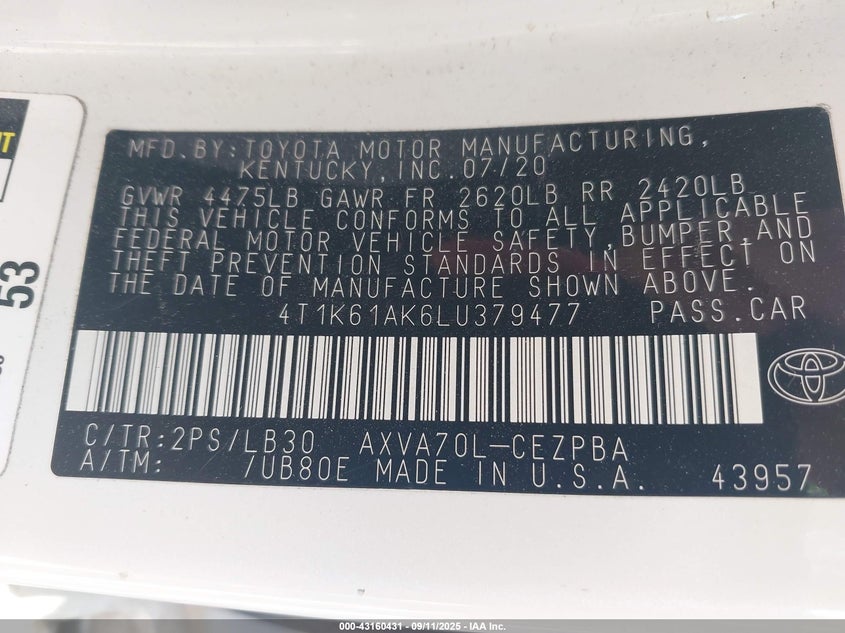 MFD.BY:TOYOTA MOTOR MANUFACTURING,
KENTUCKY,INC.07/20
GVWR 4475LB GAWR FR 2620LB RR 2420LB
THIS VEHICLE CONFORMS TO ALL APPLICABLE
FEDERAL MOTOR VEHICLE SAFETY,BUMPER,AND
THEFT PREVENTION STANDARDS IN EFFECT ON
THE DATE OF MANUFACTURE SHOWN ABOVE.
4T1K61AK6LU379477 PASS.CAR
C/TR:2PS/LB30 AXVA70L-CEZPBA
A/TM: /UB80E MADE IN U.S.A. 43957
53
000-43160431 - 09/11/2025 - IAA Inc.